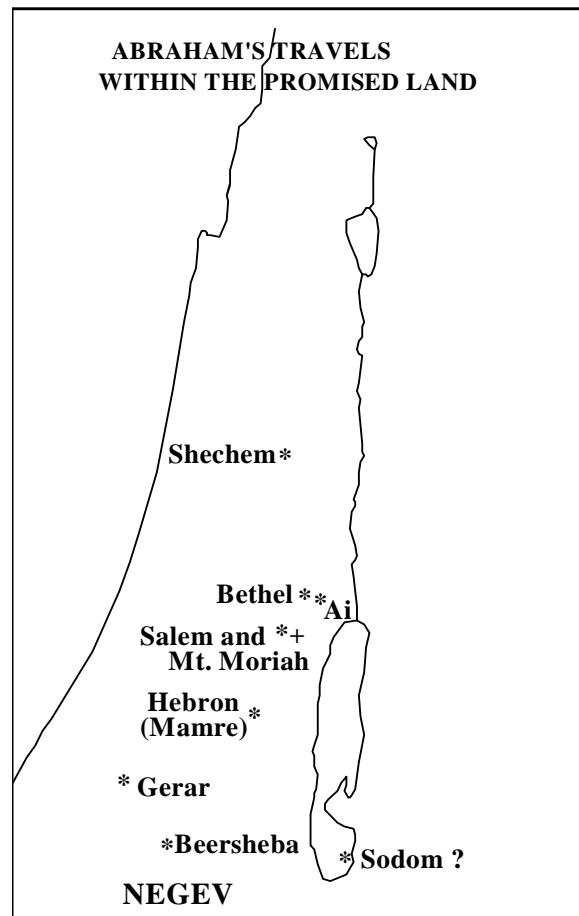 ABRAHAM'S TRAVELS
WITHIN THE PROMISED LAND
Shechem*
Bethel **
Ai
Salem and *+
Mt. Moriah
Hebron
(Mamre)*
* Gerar
*Beersheba
* Sodom ?
NEGEV